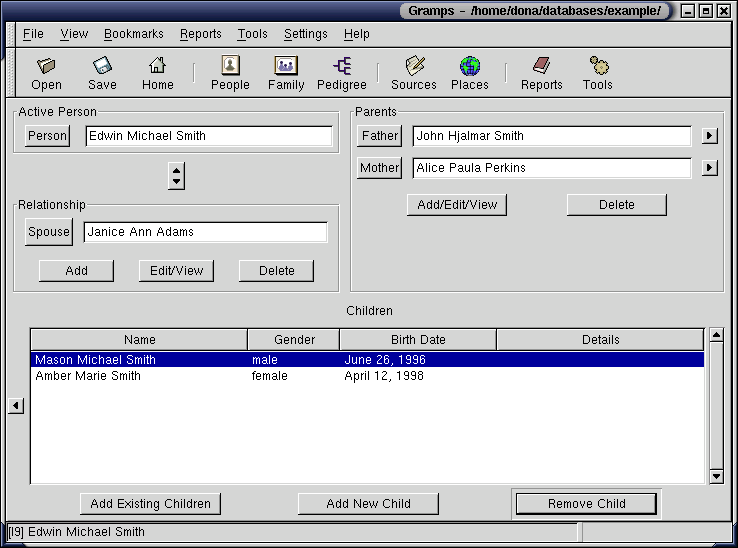 Gramps - /home/dona/databases/example/
File View Bookmarks Reports Tools Settings Help
Open Save Home People Family Pedigree Sources Places Reports Tools
Active Person
Person Edwin Michael Smith
Relationship
Spouse Janice Ann Adams
Add Edit/View Delete
Parents
Father John Hjalmar Smith
Mother Alice Paula Perkins
Add/Edit/View Delete
Children
Name Gender Birth Date Details
Mason Michael Smith male June 26, 1996
Amber Marie Smith female April 12, 1998
Add Existing Children Add New Child Remove Child
[I9] Edwin Michael Smith